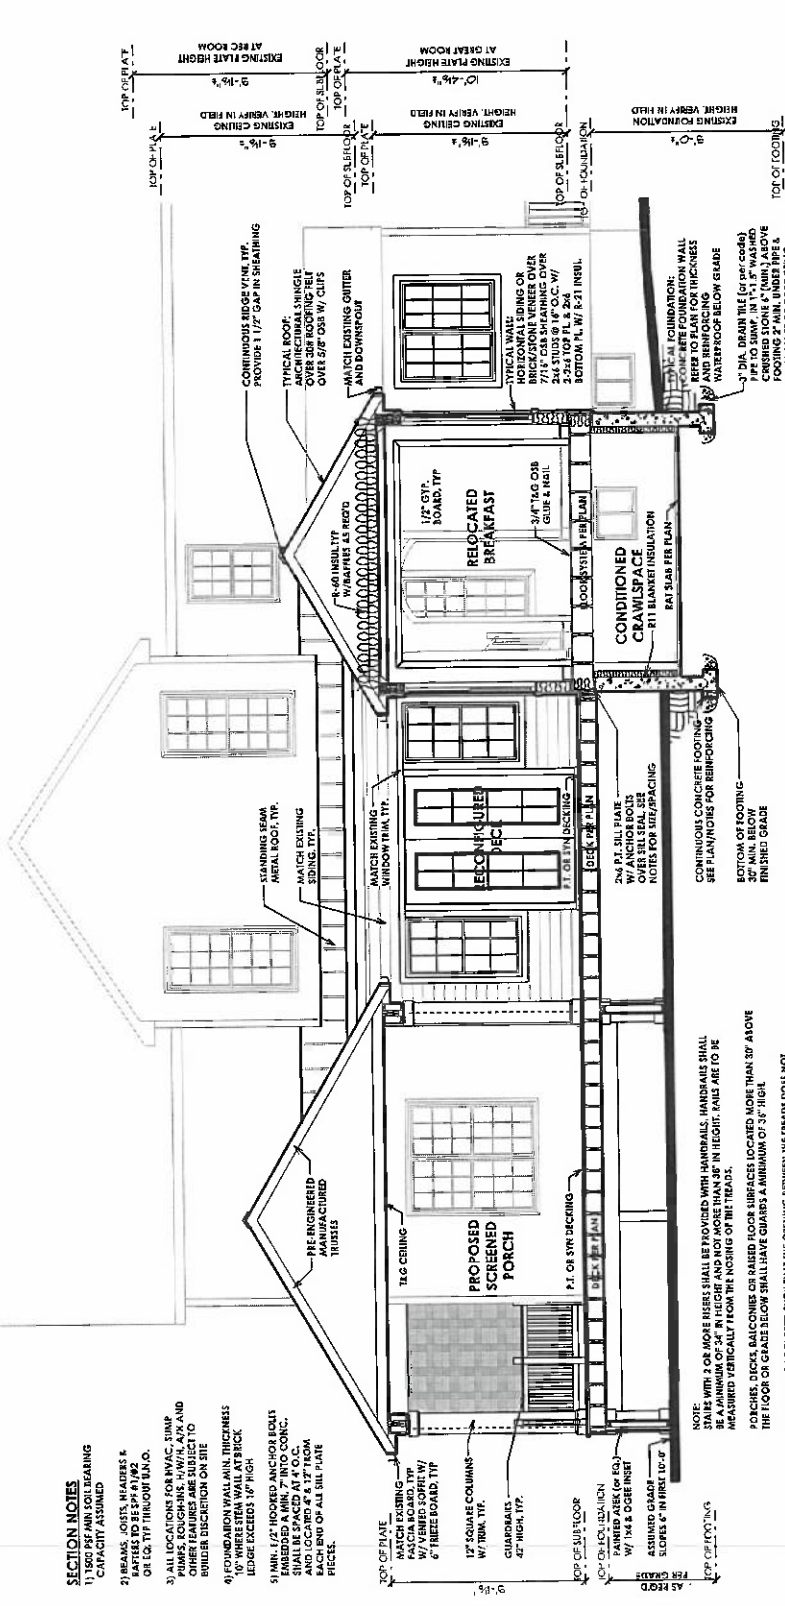 SECTION NOTES
1) 1500 PSF MIN SOIL BEARING
CAPACITY ASSUMED
2) BEAMS, JOISTS, HEADERS &
RAFTERS TO BE SPF #1/#2
OR EQ. TYP THRUOUT U.N.O.
3) ALL LOCATIONS FOR HVAC, SUMP
PUMPS, ROUGH-INS, H/W/H, A/K AND
OTHER FEATURES ARE SUBJECT TO
BUILDER DISCRETION ON SITE
4) FOUNDATION WALL MIN. THICKNESS
10" WHERE STEM WALL AT BRICK
LEDGE EXCEEDS 16" HIGH
5) MIN. 1/2" HOOKED ANCHOR BOLTS
EMBEDDED A MIN. 7" INTO CONC.
SHALL BE SPACED AT 4' O.C.
AND LOCATED 4" & 12" FROM
EACH END OF ALL SILL PLATE
PIECES.
TOP OF PLATE
MATCH EXISTING
FASCIA BOARD, TYP
W/ VENTED SOFFIT W/
6" FRIEZE BOARD, TYP
12" SQUARE COLUMNS
W/ TRIM, TYP.
GUARDRAILS
42" HIGH, TYP.
TOP OF SUBFLOOR
TOP OF FOUNDATION
PAINTED AZEK (or EQ.)
W/ 1x4 & OGEE INSET
ASSUMED GRADE
SLOPES 6" IN FIRST 10'-0"
TOP OF FOOTING
AS REQ'D
PER GRADE
PRE-ENGINEERED
MANUFACTURED
TRUSSES
T&G CEILING
PROPOSED
SCREENED
PORCH
P.T. OR SYN DECKING
DECK PER PLAN
STANDING SEAM
METAL ROOF, TYP.
MATCH EXISTING
SIDING, TYP.
MATCH EXISTING
WINDOW TRIM, TYP.
RECONFIGURED
DECK
P.T. OR SYN DECKING
DECK PER PLAN
2x6 P.T. SILL PLATE
W/ ANCHOR BOLTS
OVER SILL SEAL, SEE
NOTES FOR SIZE/SPACING
CONTINUOUS CONCRETE FOOTING
SEE PLAN/NOTES FOR REINFORCING
BOTTOM OF FOOTING
30" MIN. BELOW
FINISHED GRADE
R-60 INSUL TYP
W/BAFFLES AS REQ'D
1/2" GYP.
BOARD, TYP
RELOCATED
BREAKFAST
3/4" T&G OSB
GLUE & NAIL
FLOOR SYSTEM PER PLAN
CONDITIONED
CRAWLSPACE
R11 BLANKET INSULATION
RAT SLAB PER PLAN
CONTINUOUS RIDGE VENT, TYP.
PROVIDE 1 1/2" GAP IN SHEATHING
TYPICAL ROOF:
ARCHITECTURAL SHINGLE
OVER 30# ROOFING FELT
OVER 5/8" OSB W/ CLIPS
MATCH EXISTING GUTTER
AND DOWNSPOUT
TYPICAL WALL:
HORIZONTAL SIDING OR
BRICK/STONE VENEER OVER
7/16" OSB SHEATHING OVER
2x6 STUDS @ 16" O.C. W/
2-2x6 TOP PL & 2x6
BOTTOM PL W/ R-21 INSUL
TYPICAL FOUNDATION:
CONCRETE FOUNDATION WALL
REFER TO PLAN FOR THICKNESS
AND REINFORCING
WATERPROOF BELOW GRADE
3" DIA. DRAIN TILE (or per code)
PIPE TO SUMP, IN 1"-1.5" WASHED
CRUSHED STONE 6" (MIN.) ABOVE
FOOTING 2" MIN. UNDER PIPE &
TOP OF PLATE
TOP OF PLATE
EXISTING PLATE HEIGHT
AT REC ROOM
EXISTING CEILING
HEIGHT, VERIFY IN FIELD
TOP OF SUBFLOOR
TOP OF PLATE
TOP OF SUBFLOOR
TOP OF PLATE
EXISTING PLATE HEIGHT
AT GREAT ROOM
EXISTING CEILING
HEIGHT, VERIFY IN FIELD
TOP OF SUBFLOOR
TOP OF FOUNDATION
EXISTING FOUNDATION
HEIGHT, VERIFY IN FIELD
TOP OF FOOTING
NOTE:
STAIRS WITH 2 OR MORE RISERS SHALL BE PROVIDED WITH HANDRAILS. HANDRAILS SHALL
BE A MINIMUM OF 34" IN HEIGHT AND NOT MORE THAN 38" IN HEIGHT. RAILS ARE TO BE
MEASURED VERTICALLY FROM THE NOSING OF THE TREADS.
PORCHES, DECKS, BALCONIES OR RAISED FLOOR SURFACES LOCATED MORE THAN 30" ABOVE
THE FLOOR OR GRADE BELOW SHALL HAVE GUARDS A MINIMUM OF 36" HIGH.